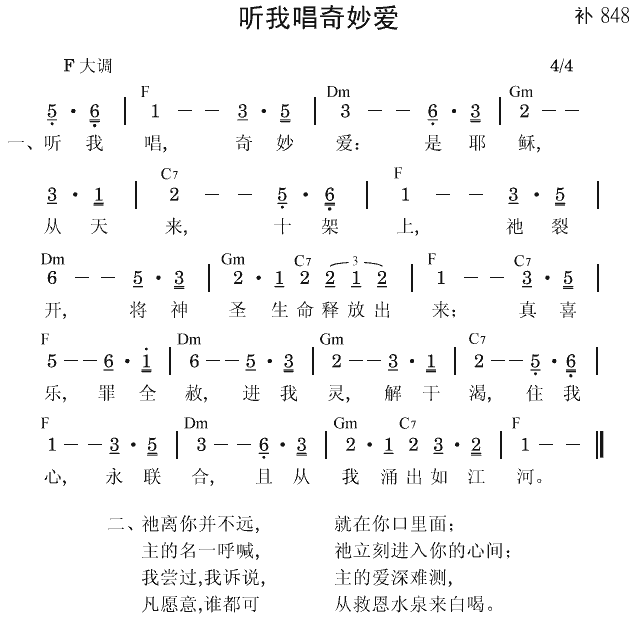 听我唱奇妙爱 补 848
F 大调 4/4
F Dm Gm
5 · 6 | 1 – – 3 · 5 | 3 – – 6 · 3 | 2 – –
一、听 我 唱, 奇 妙 爱: 是 耶 稣,
C7 F
3 · 1 | 2 – – 5 · 6 | 1 – – 3 · 5 |
从 天 来, 十 架 上, 祂 裂
Dm Gm C7 3 F C7
6 – – 5 · 3 | 2 · 1 2 2 1 2 | 1 – – 3 · 5 |
开, 将 神 圣 生 命 释 放 出 来; 真 喜
F Dm Gm C7
5 – – 6 · 1 | 6 – – 5 · 3 | 2 – – 3 · 1 | 2 – – 5 · 6 |
乐, 罪 全 赦, 进 我 灵, 解 干 渴, 住 我
F Dm Gm C7 F
1 – – 3 · 5 | 3 – – 6 · 3 | 2 · 1 2 3 · 2 | 1 – – ‖
心, 永 联 合, 且 从 我 涌 出 如 江 河。
二、祂离你并不远, 就在你口里面;
主的名一呼喊, 祂立刻进入你的心间;
我尝过,我诉说, 主的爱深难测,
凡愿意,谁都可 从救恩水泉来白喝。